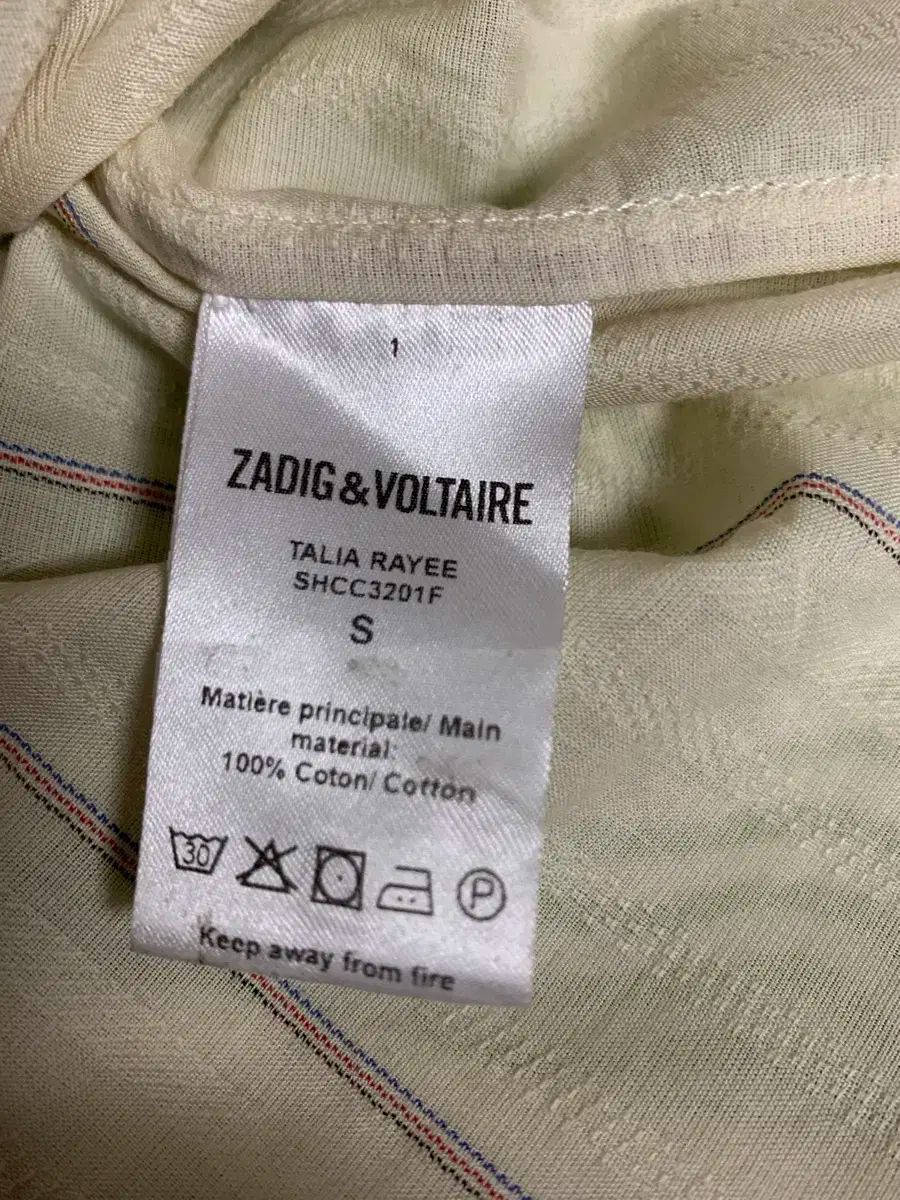 1
ZADIG&VOLTAIRE
TALIA RAYEE
SHCC3201F
S
Matière principale/ Main
material:
100% Coton/ Cotton
30
P
Keep away from fire